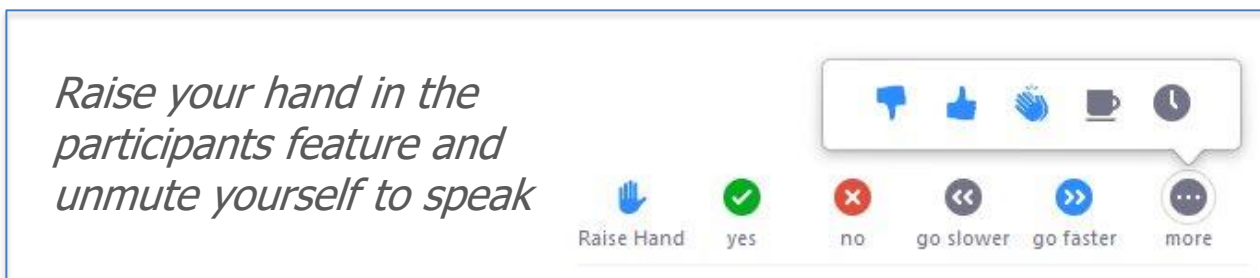 Raise your hand in the
participants feature and
unmute yourself to speak
Raise Hand yes no go slower go faster more